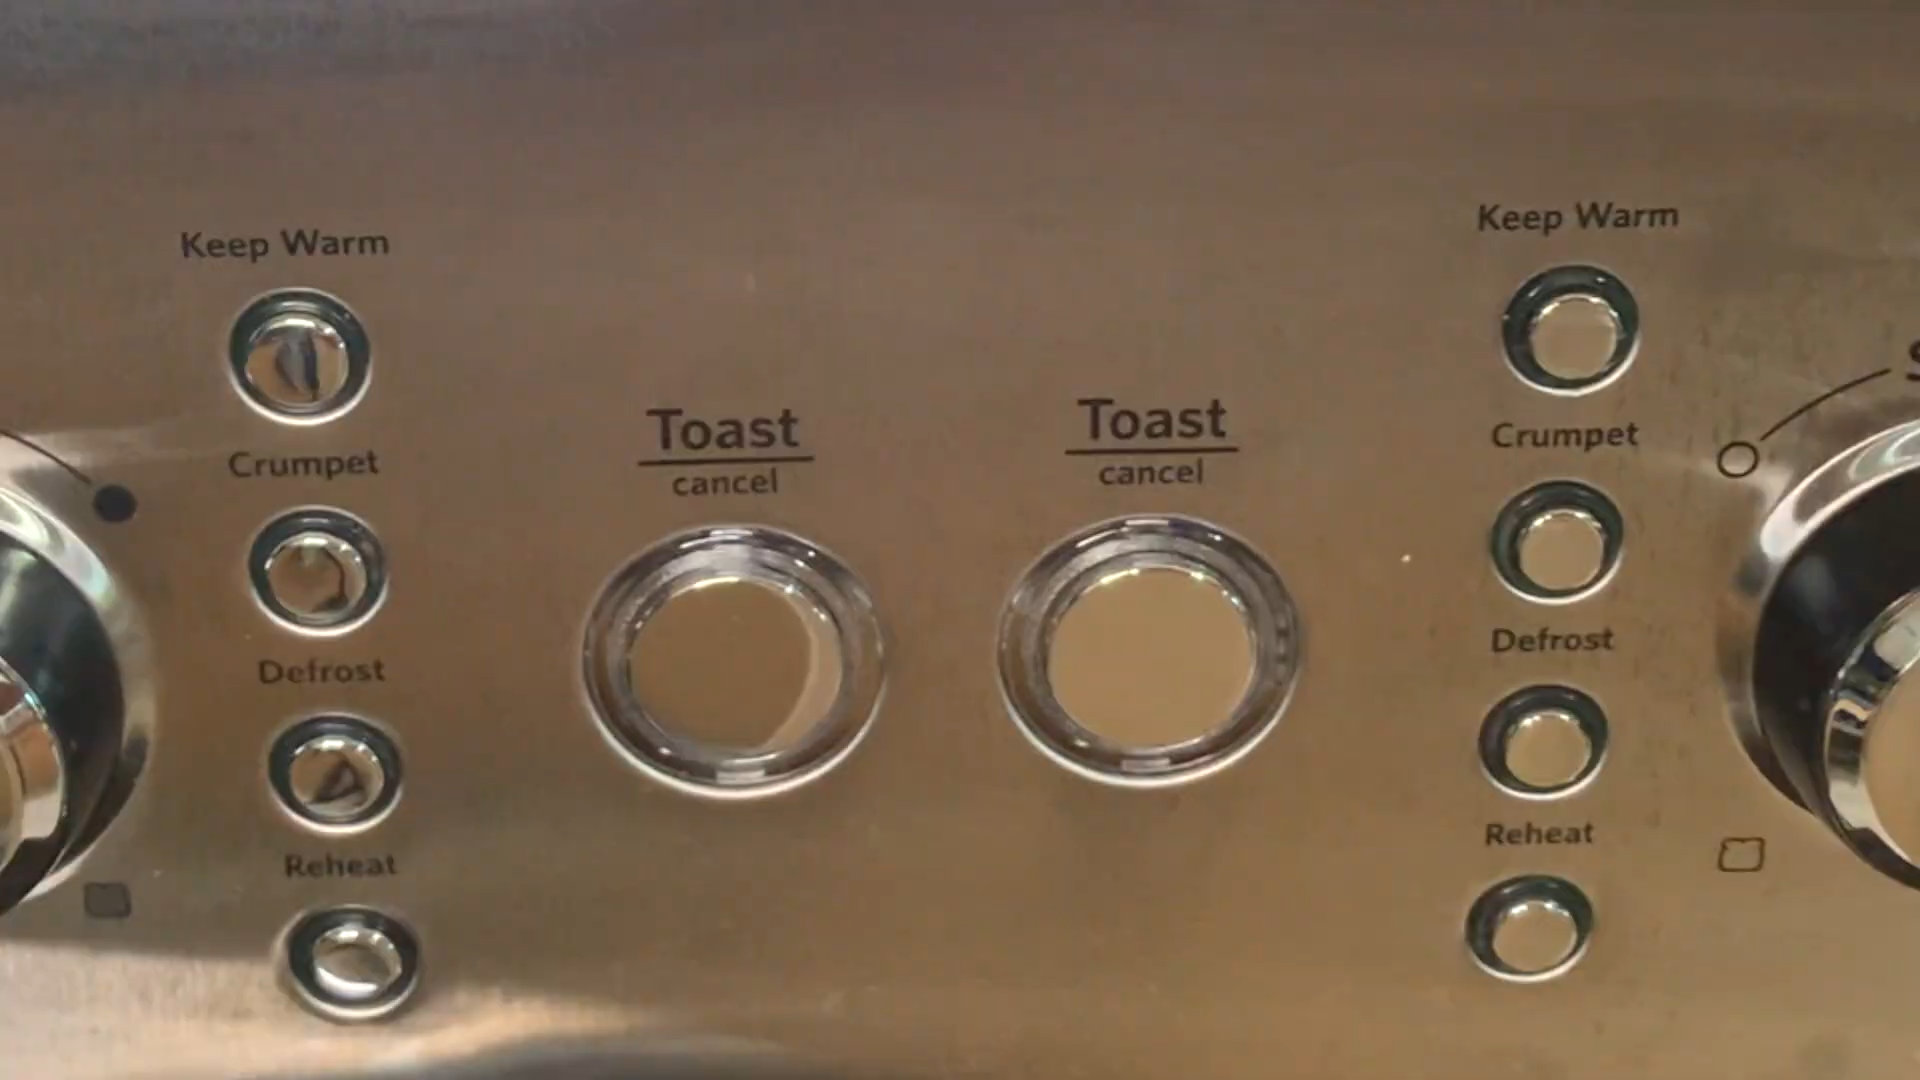 Keep Warm
Crumpet
Defrost
Reheat
Toast
cancel
Toast
cancel
Keep Warm
Crumpet
Defrost
Reheat